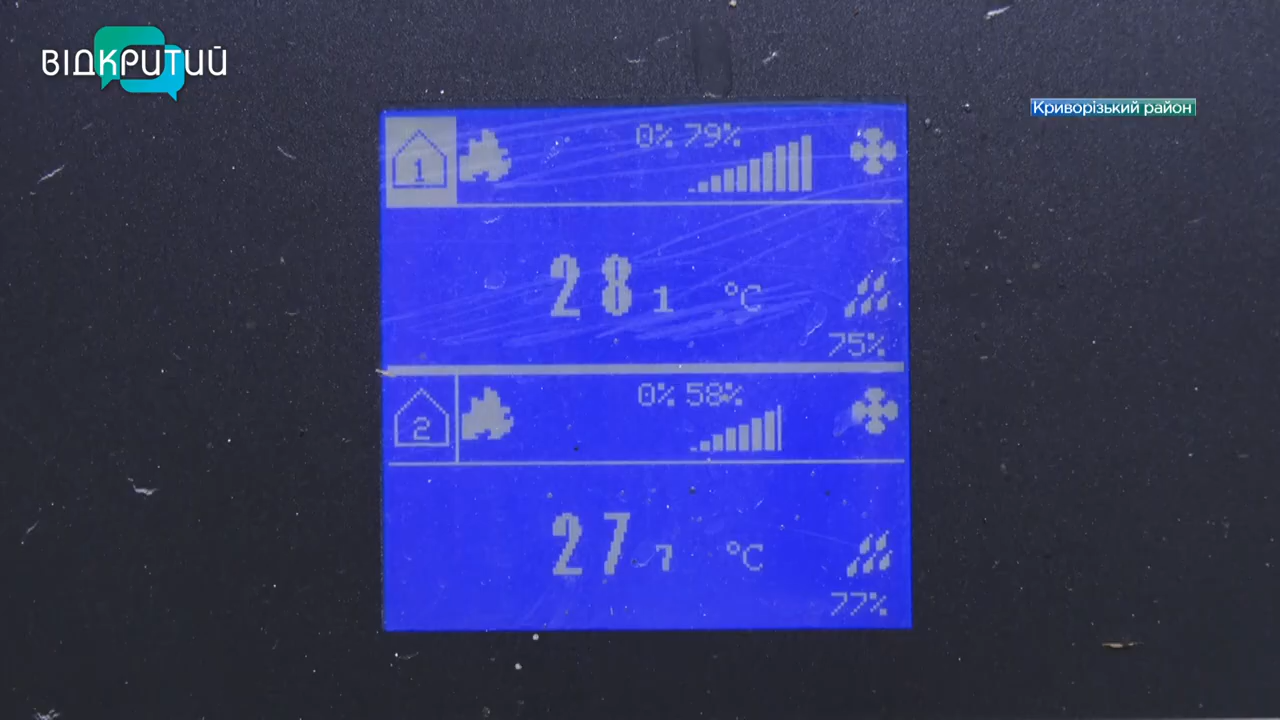 ВІДКРИТИЙ
Криворізький район
1
0% 79%
28 1 °C
75%
2
0% 58%
27 7 °C
77%